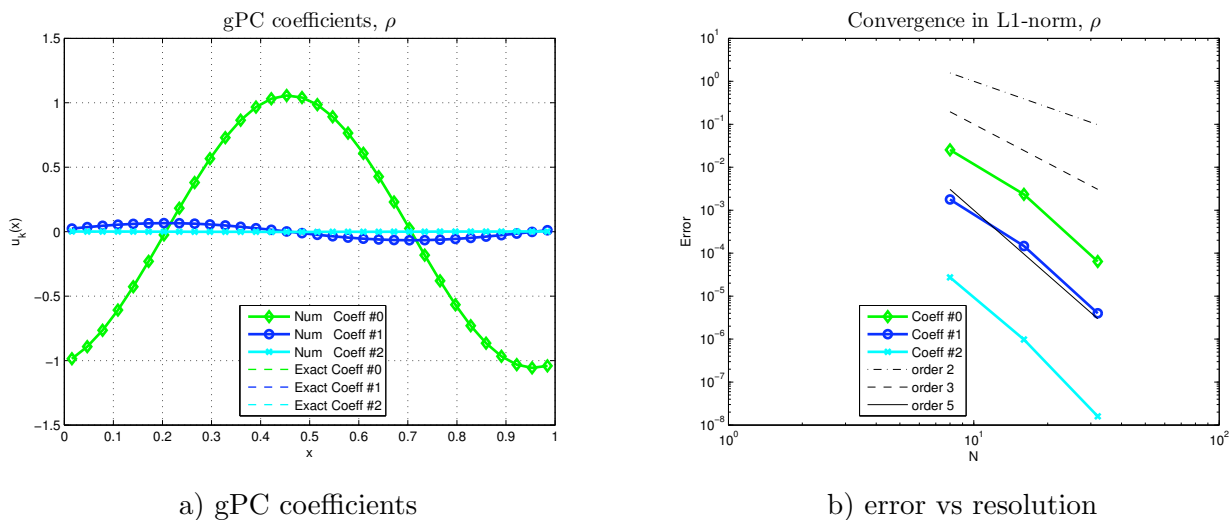 gPC coefficients, ρ
1.5
1
0.5
0
−0.5
−1
−1.5
u_k(x)
0 0.1 0.2 0.3 0.4 0.5 0.6 0.7 0.8 0.9 1
x
Num Coeff #0
Num Coeff #1
Num Coeff #2
Exact Coeff #0
Exact Coeff #1
Exact Coeff #2
a) gPC coefficients
Convergence in L1-norm, ρ
10^1
10^0
10^−1
10^−2
10^−3
10^−4
10^−5
10^−6
10^−7
10^−8
Error
10^0 10^1 10^2
N
Coeff #0
Coeff #1
Coeff #2
order 2
order 3
order 5
b) error vs resolution